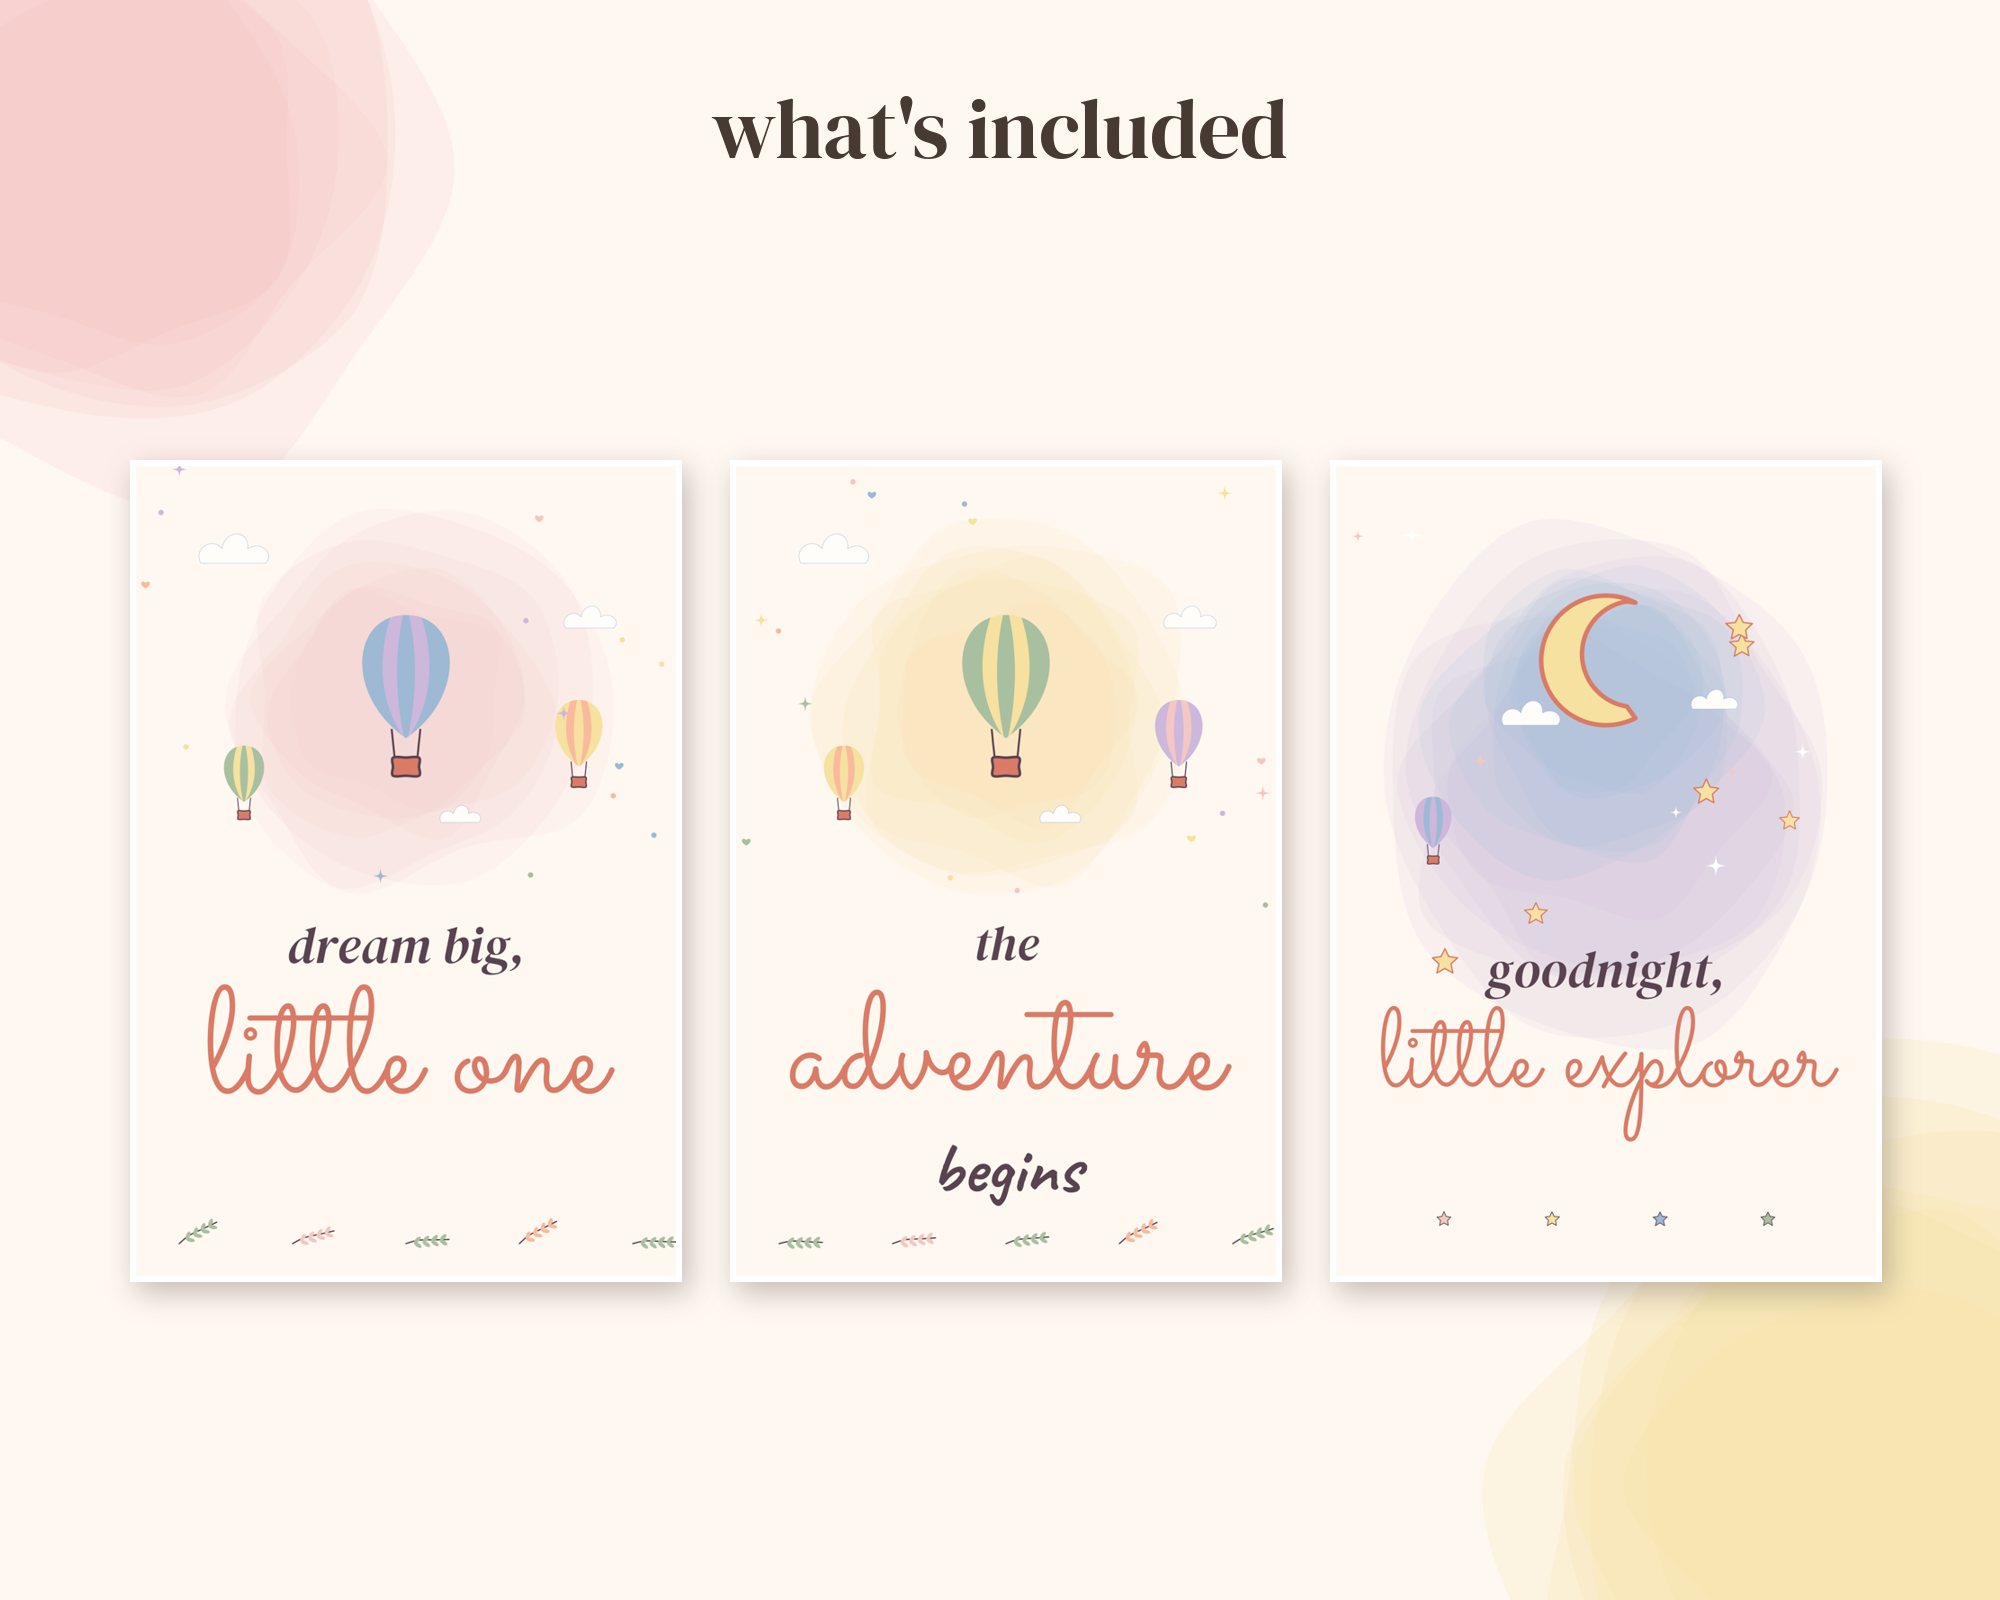 what's included
dream big,
little one
the
adventure
begins
goodnight,
little explorer